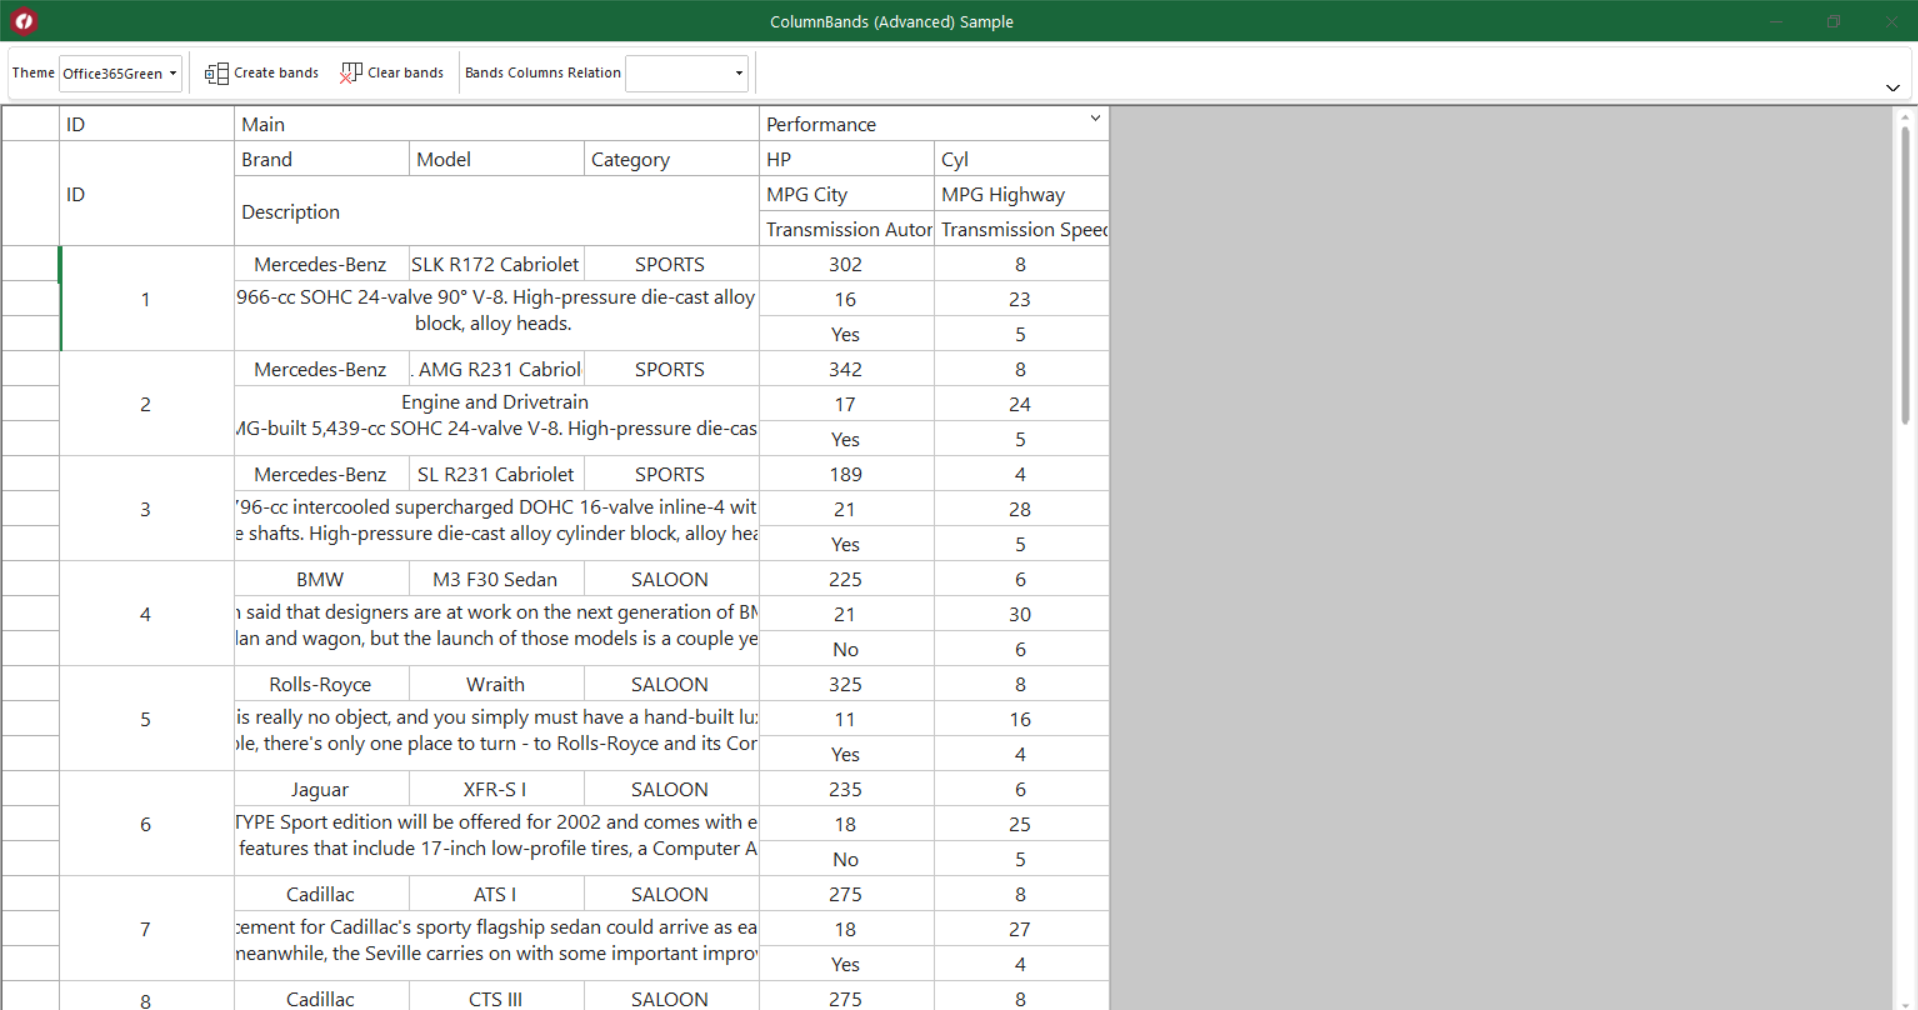 ColumnBands (Advanced) Sample
Theme Office365Green Create bands Clear bands Bands Columns Relation
ID Main Performance
Brand Model Category HP Cyl
ID Description MPG City MPG Highway
Transmission Autor Transmission Speed
1 Mercedes-Benz SLK R172 Cabriolet SPORTS 302 8
966-cc SOHC 24-valve 90° V-8. High-pressure die-cast alloy 16 23
block, alloy heads. Yes 5
2 Mercedes-Benz . AMG R231 Cabriol SPORTS 342 8
Engine and Drivetrain 17 24
MG-built 5,439-cc SOHC 24-valve V-8. High-pressure die-cas Yes 5
3 Mercedes-Benz SL R231 Cabriolet SPORTS 189 4
796-cc intercooled supercharged DOHC 16-valve inline-4 wit 21 28
e shafts. High-pressure die-cast alloy cylinder block, alloy hea Yes 5
4 BMW M3 F30 Sedan SALOON 225 6
said that designers are at work on the next generation of BM 21 30
dan and wagon, but the launch of those models is a couple ye No 6
5 Rolls-Royce Wraith SALOON 325 8
is really no object, and you simply must have a hand-built lu 11 16
ple, there's only one place to turn - to Rolls-Royce and its Cor Yes 4
6 Jaguar XFR-S I SALOON 235 6
TYPE Sport edition will be offered for 2002 and comes with e 18 25
features that include 17-inch low-profile tires, a Computer A No 5
7 Cadillac ATS I SALOON 275 8
cement for Cadillac's sporty flagship sedan could arrive as ea 18 27
meanwhile, the Seville carries on with some important improv Yes 4
8 Cadillac CTS III SALOON 275 8